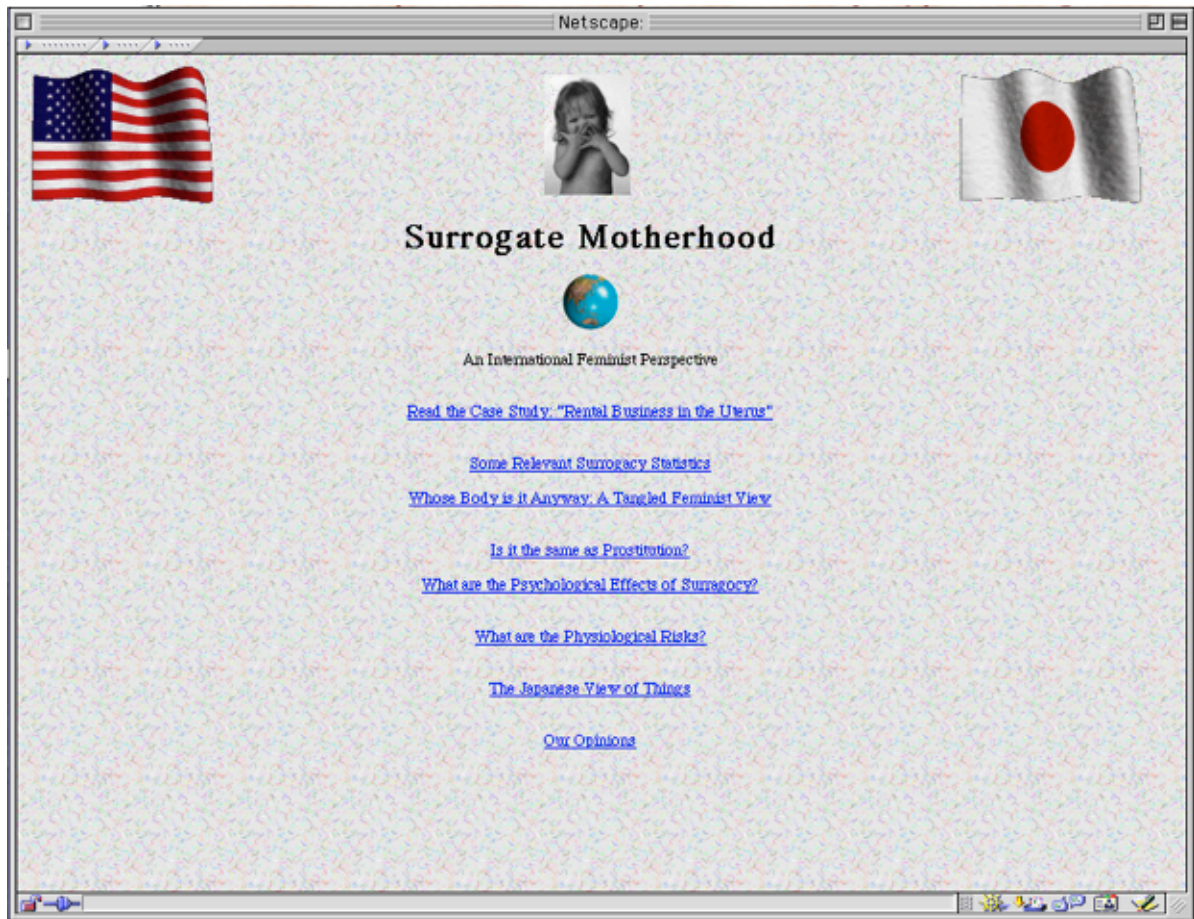 Netscape:
Surrogate Motherhood
An International Feminist Perspective
Read the Case Study: "Rental Business in the Uterus"
Some Relevant Surrogacy Statistics
Whose Body is it Anyway: A Tangled Feminist View
Is it the same as Prostitution?
What are the Psychological Effects of Surragocy?
What are the Physiological Risks?
The Japanese View of Things
Our Opinions